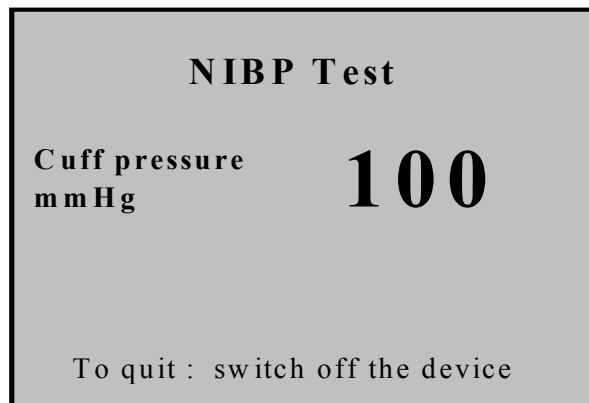 NIBP Test
Cuff pressure 100
mmHg
To quit : switch off the device